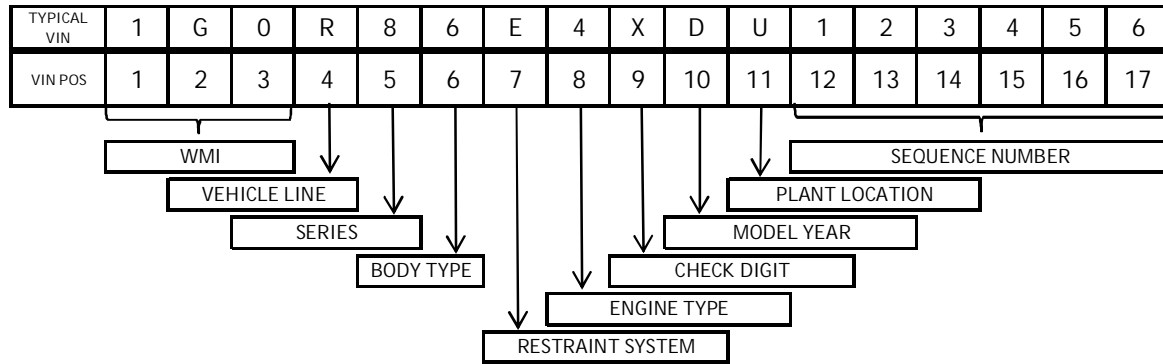 TYPICAL VIN 1 G 0 R 8 6 E 4 X D U 1 2 3 4 5 6
VIN POS 1 2 3 4 5 6 7 8 9 10 11 12 13 14 15 16 17
WMI SEQUENCE NUMBER
VEHICLE LINE PLANT LOCATION
SERIES MODEL YEAR
BODY TYPE CHECK DIGIT
ENGINE TYPE
RESTRAINT SYSTEM